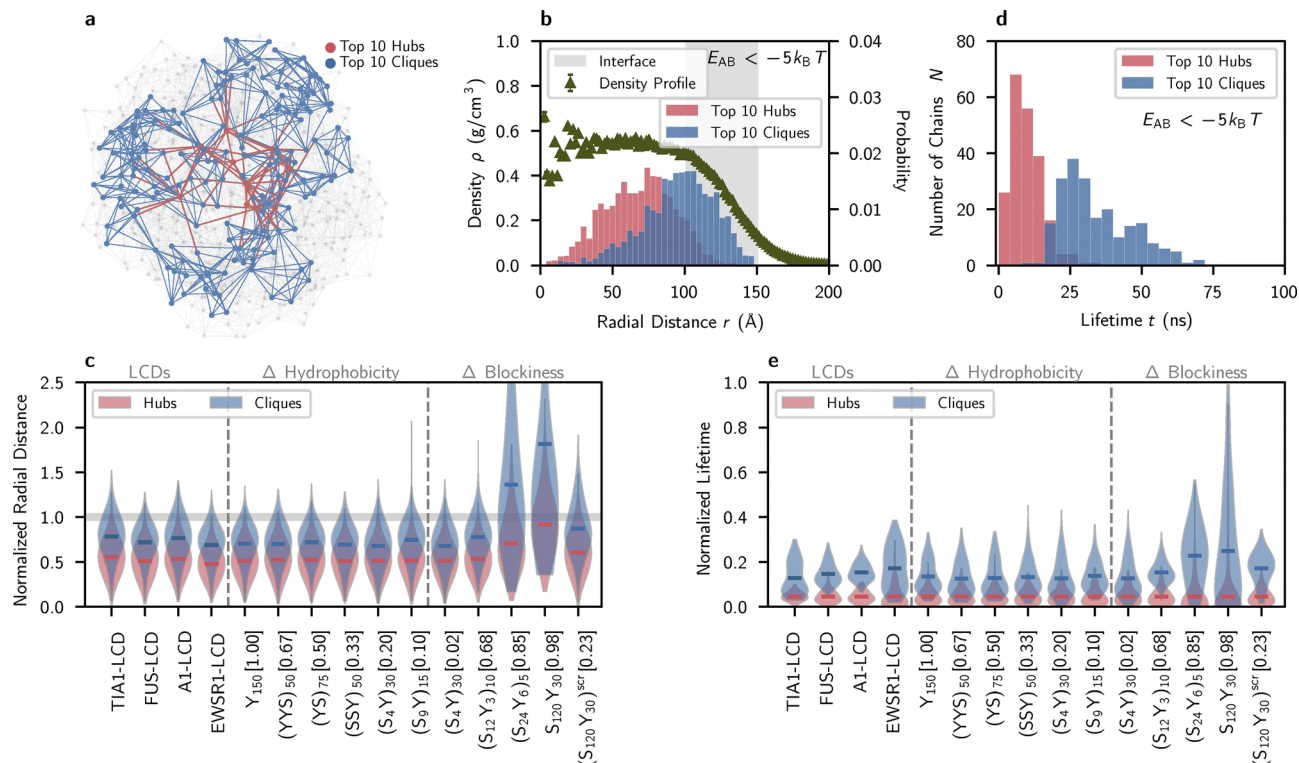 a
Top 10 Hubs
Top 10 Cliques
b
E_AB < −5k_B T
Interface
Density Profile
Top 10 Hubs
Top 10 Cliques
Density ρ (g/cm³)
1.0
0.8
0.6
0.4
0.2
0.0
0.04
0.03
0.02
0.01
0.00
Probability
0
50
100
150
200
Radial Distance r (Å)
d
Top 10 Hubs
Top 10 Cliques
E_AB < −5k_B T
Number of Chains N
80
60
40
20
0
0
25
50
75
100
Lifetime t (ns)
c
LCDs
Δ Hydrophobicity
Δ Blockiness
Hubs
Cliques
Normalized Radial Distance
2.5
2.0
1.5
1.0
0.5
0.0
TIA1-LCD
FUS-LCD
A1-LCD
EWSR1-LCD
Y₁₅₀[1.00]
(YYS)₅₀[0.67]
(YS)₇₅[0.50]
(SSY)₅₀[0.33]
(S₄Y)₃₀[0.20]
(S₉Y)₁₅[0.10]
(S₄Y)₃₀[0.02]
(S₁₂Y₃)₁₀[0.68]
(S₂₄Y₆)₅[0.85]
S₁₂₀Y₃₀[0.98]
(S₁₂₀Y₃₀)ˢᶜʳ[0.23]
e
LCDs
Δ Hydrophobicity
Δ Blockiness
Hubs
Cliques
Normalized Lifetime
1.0
0.8
0.6
0.4
0.2
0.0
TIA1-LCD
FUS-LCD
A1-LCD
EWSR1-LCD
Y₁₅₀[1.00]
(YYS)₅₀[0.67]
(YS)₇₅[0.50]
(SSY)₅₀[0.33]
(S₄Y)₃₀[0.20]
(S₉Y)₁₅[0.10]
(S₄Y)₃₀[0.02]
(S₁₂Y₃)₁₀[0.68]
(S₂₄Y₆)₅[0.85]
S₁₂₀Y₃₀[0.98]
(S₁₂₀Y₃₀)ˢᶜʳ[0.23]